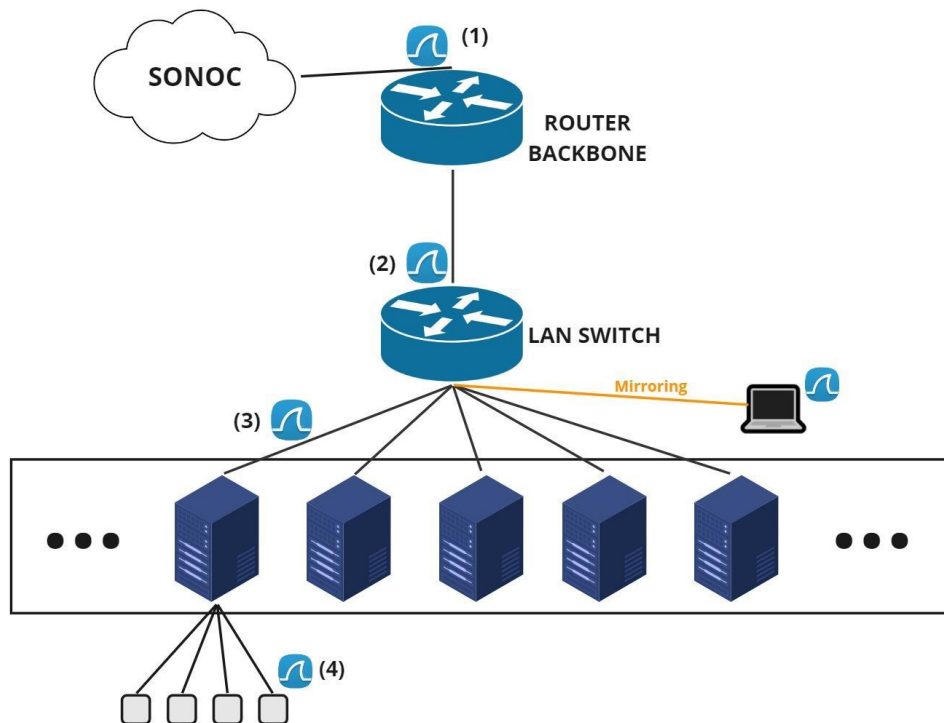 (1)
SONOC
ROUTER
BACKBONE
(2)
LAN SWITCH
Mirroring
(3)
(4)